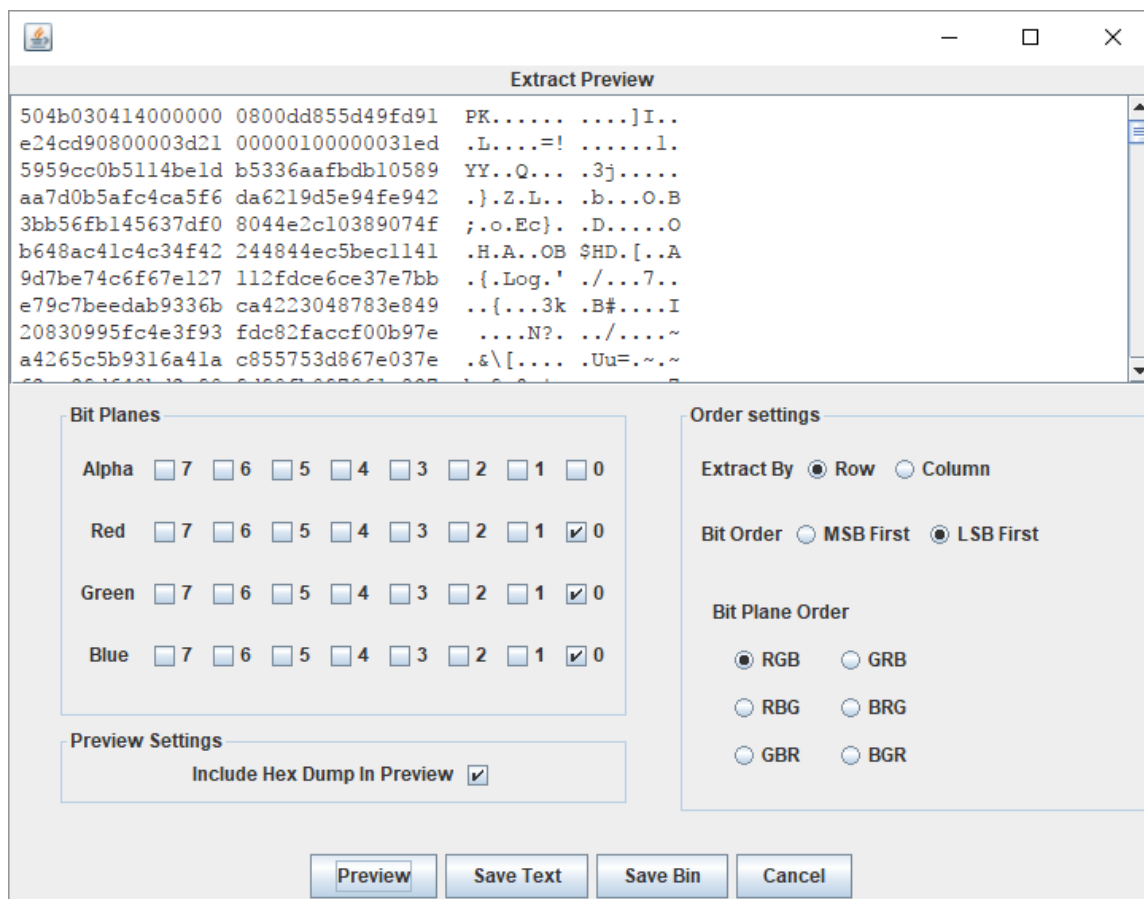 Extract Preview
504b030414000000 0800dd855d49fd91 PK...... ....]I..
e24cd90800003d21 00000100000031ed .L....=! ......1.
5959cc0b5114be1d b5336aafbdb10589 YY..Q... .3j.....
aa7d0b5afc4ca5f6 da6219d5e94fe942 .}.Z.L.. .b...O.B
3bb56fb145637df0 8044e2c10389074f ;.o.Ec}. .D.....O
b648ac41c4c34f42 244844ec5bec1141 .H.A..OB $HD.[..A
9d7be74c6f67e127 112fdce6ce37e7bb .{.Log.' ./...7..
e79c7beedab9336b ca4223048783e849 ..{...3k .B#....I
20830995fc4e3f93 fdc82faccf00b97e ....N?. ../....~
a4265c5b9316a41a c855753d867e037e .&\[.... .Uu=.~.~
Bit Planes
Alpha 7 6 5 4 3 2 1 0
Red 7 6 5 4 3 2 1 0
Green 7 6 5 4 3 2 1 0
Blue 7 6 5 4 3 2 1 0
Preview Settings
Include Hex Dump In Preview
Order settings
Extract By Row Column
Bit Order MSB First LSB First
Bit Plane Order
RGB GRB
RBG BRG
GBR BGR
Preview Save Text Save Bin Cancel